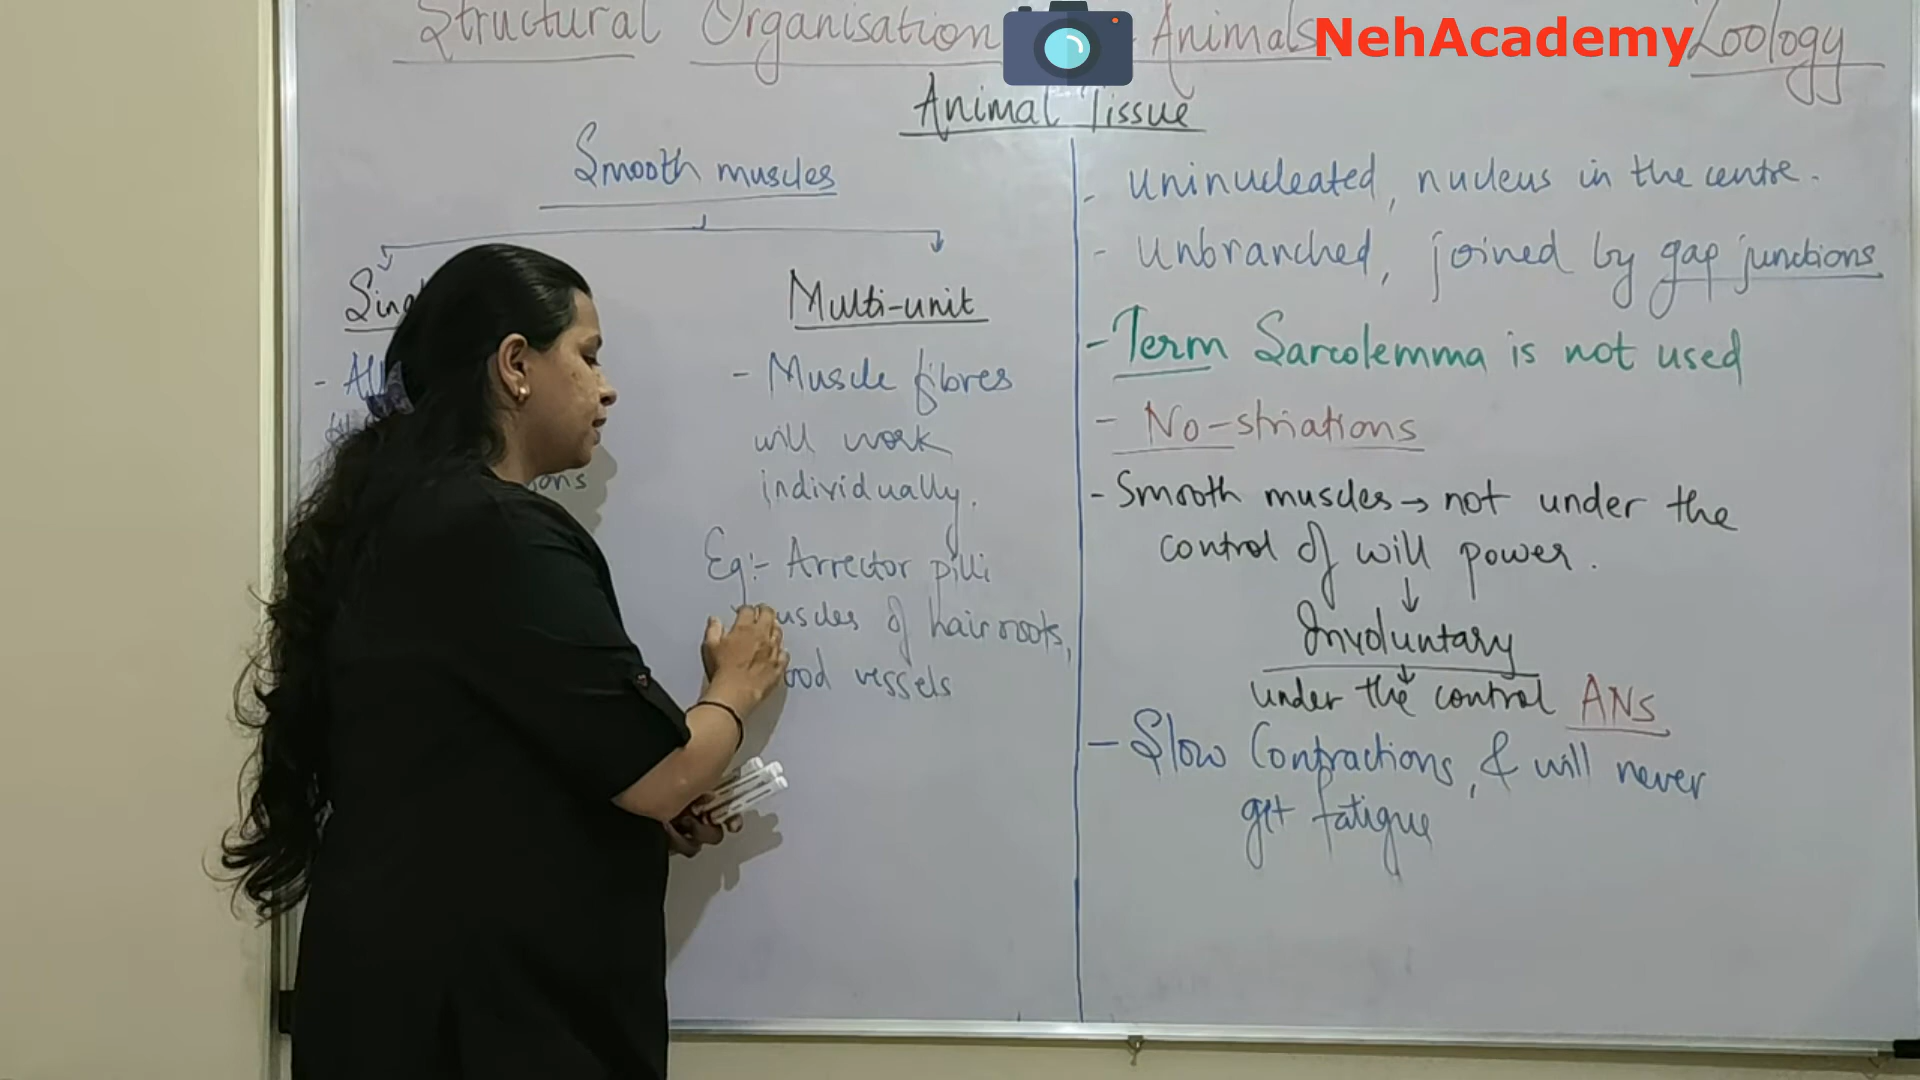 Structural Organisation Animals Zoology
NehAcademy
Animal Tissue
Smooth muscles
Multi-unit
- Muscle fibres
will work
individually.
Eg:- Arrector pilli
of hair roots,
vessels
- Uninucleated, nucleus in the centre.
- Unbranched, joined by gap junctions
- Term Sarcolemma is not used
- No-striations
- Smooth muscles → not under the
control of will power.
↓
Involuntary
↓
under the control ANs
- Slow Contractions, & will never
get fatigue